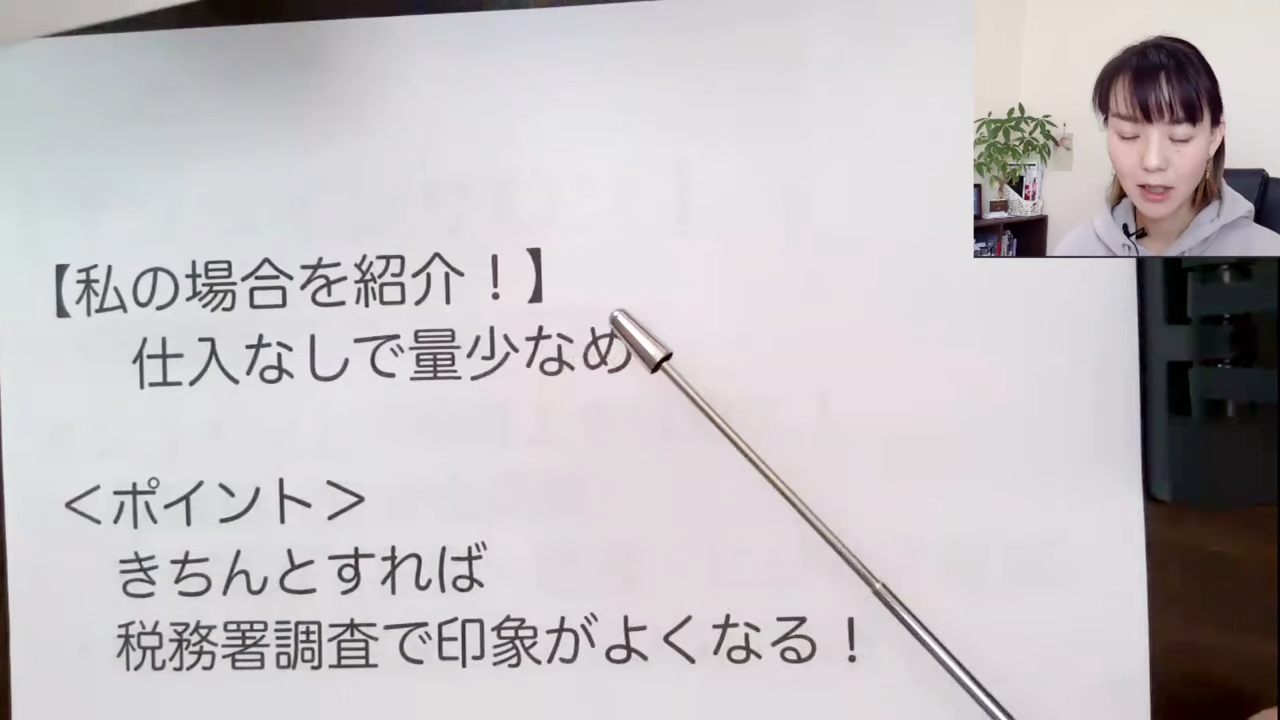 【私の場合を紹介！】
仕入なしで量少なめ
＜ポイント＞
きちんとすれば
税務署調査で印象がよくなる！